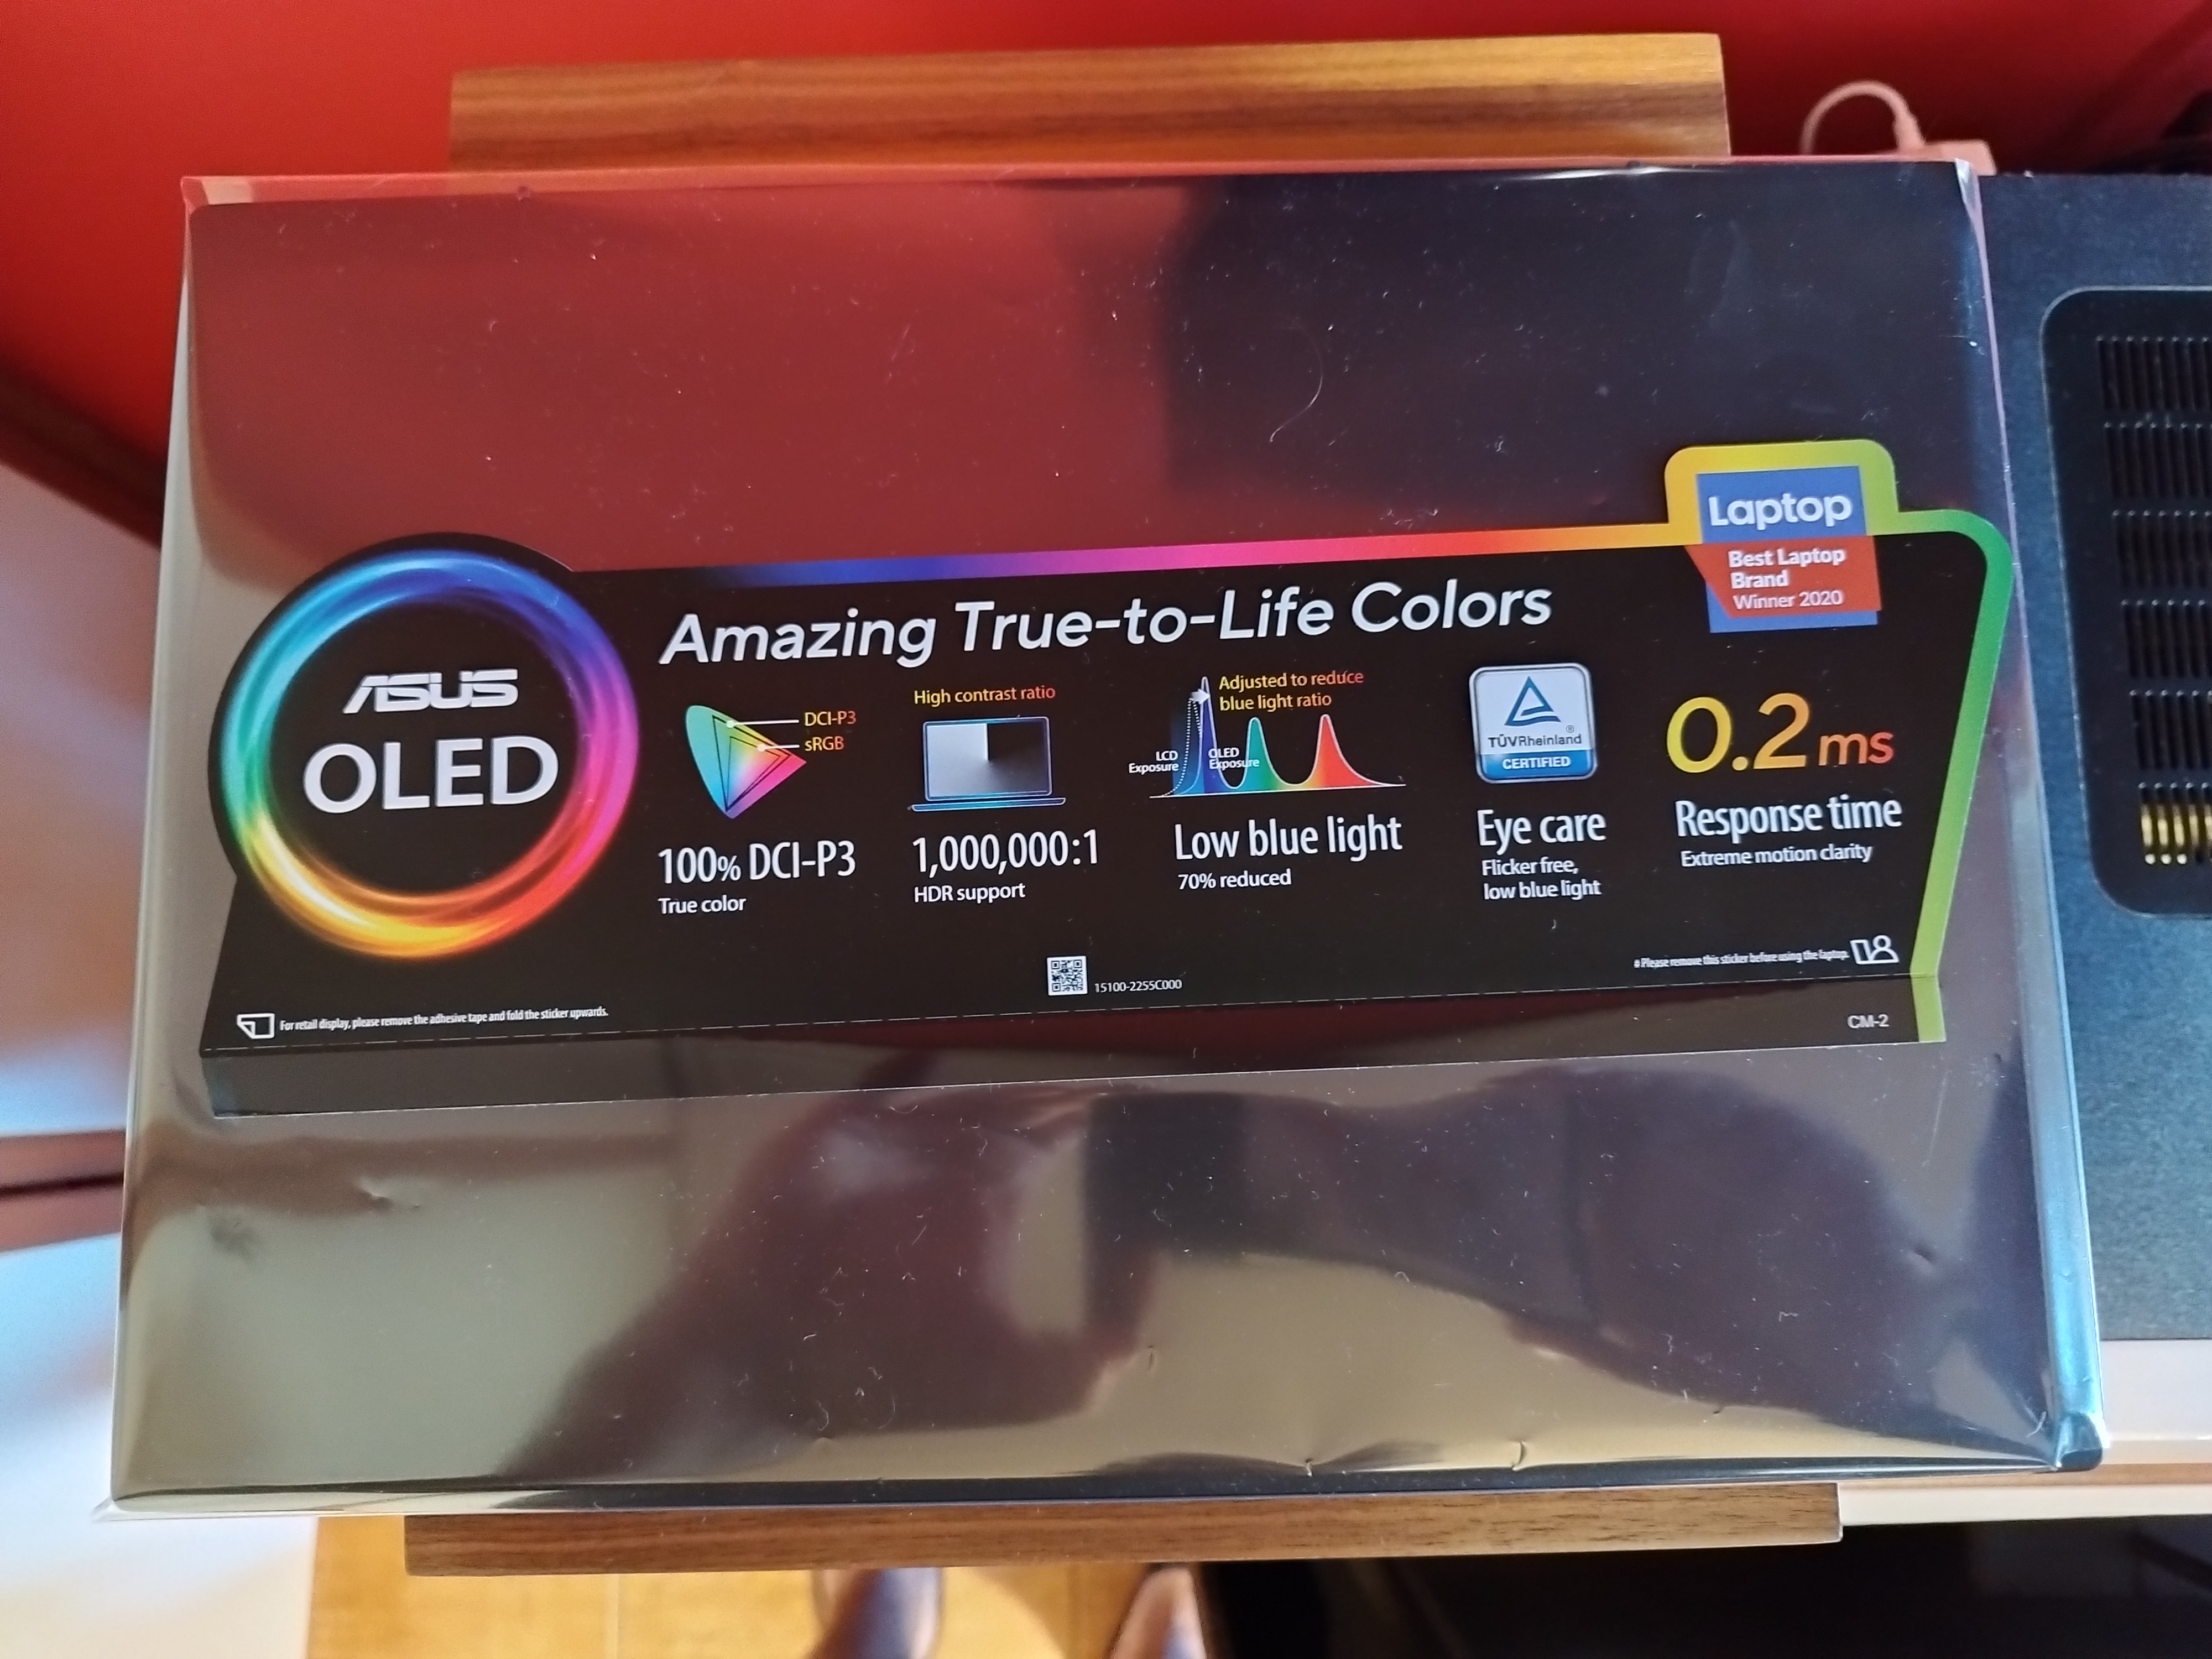 Laptop
Best Laptop
Brand
Winner 2020
ASUS
OLED
Amazing True-to-Life Colors
DCI-P3
sRGB
100% DCI-P3
True color
High contrast ratio
1,000,000:1
HDR support
Adjusted to reduce
blue light ratio
LCD
Exposure
OLED
Exposure
Low blue light
70% reduced
TÜVRheinland®
CERTIFIED
Eye care
Flicker free,
low blue light
0.2 ms
Response time
Extreme motion clarity
※Please remove this sticker before using the laptop.
15100-2255C000
For retail display, please remove the adhesive tape and fold the sticker upwards.
CM-2